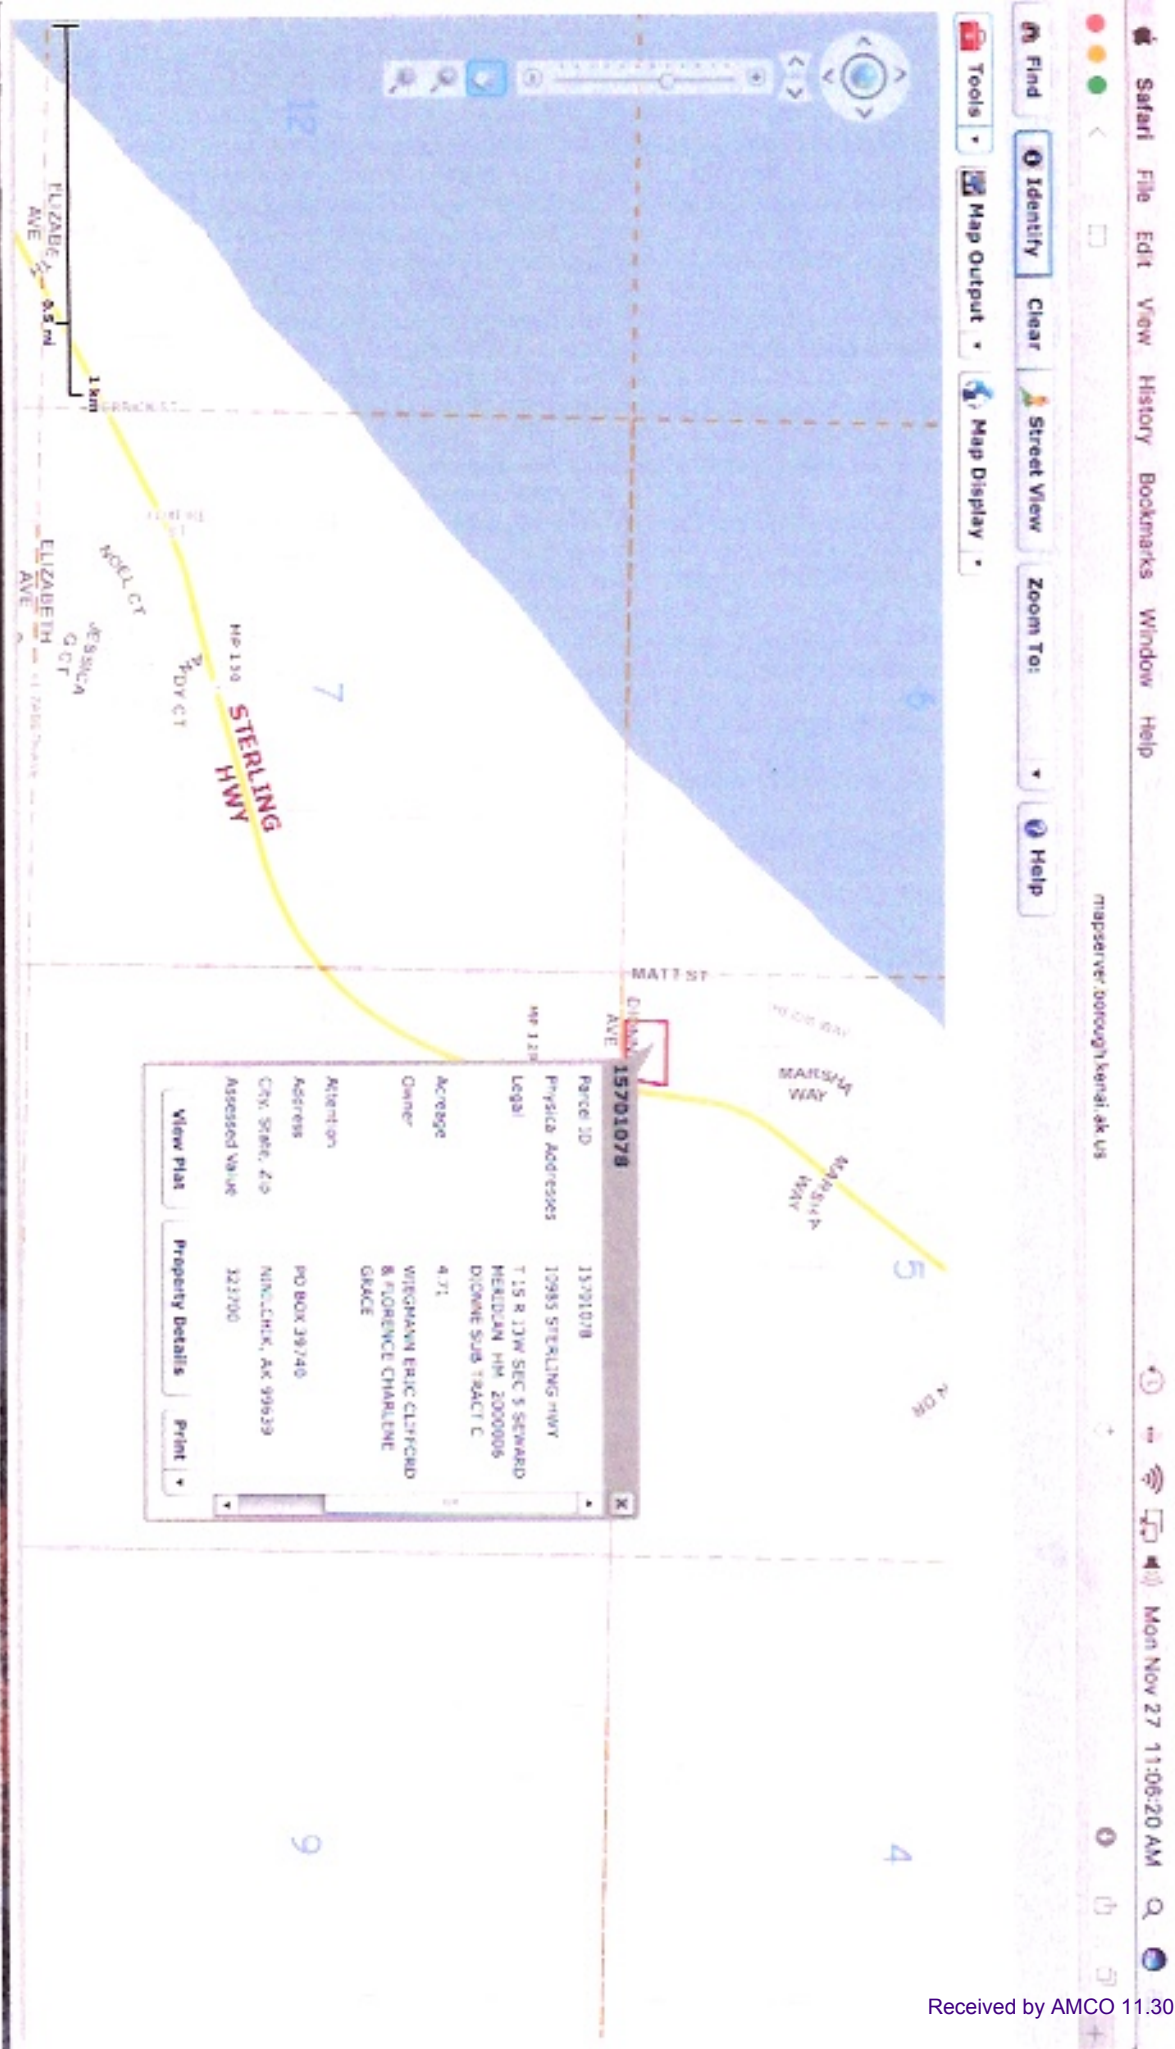 Safari File Edit View History Bookmarks Window Help
Mon Nov 27 11:06:20 AM
mapserver.borough.kenai.ak.us
Find
Identify
Clear
Street View
Zoom To:
Help
Tools
Map Output
Map Display
6
5
4
12
7
9
N DR
MARSHA
WAY
MARSHA
WAY
MATT ST
AVE
STERLING
HWY
NOEL CT
JESSICA
ELIZABETH
AVE
AVE
0.5 mi
1 km
15701078
Parcel ID 15701078
Physical Addresses 10985 STERLING HWY
Legal T 1S R 13W SEC 5 SEWARD
MERIDIAN HM 2000006
DIONNE SUB TRACT C
Acreage 4.71
Owner WIEGMANN ERIC CLIFFORD
& FLORENCE CHARLENE
GRACE
Attention
Address PO BOX 39740
City, State, Zip NINILCHIK, AK 99639
Assessed Value 323700
View Plat
Property Details
Print
Received by AMCO 11.30